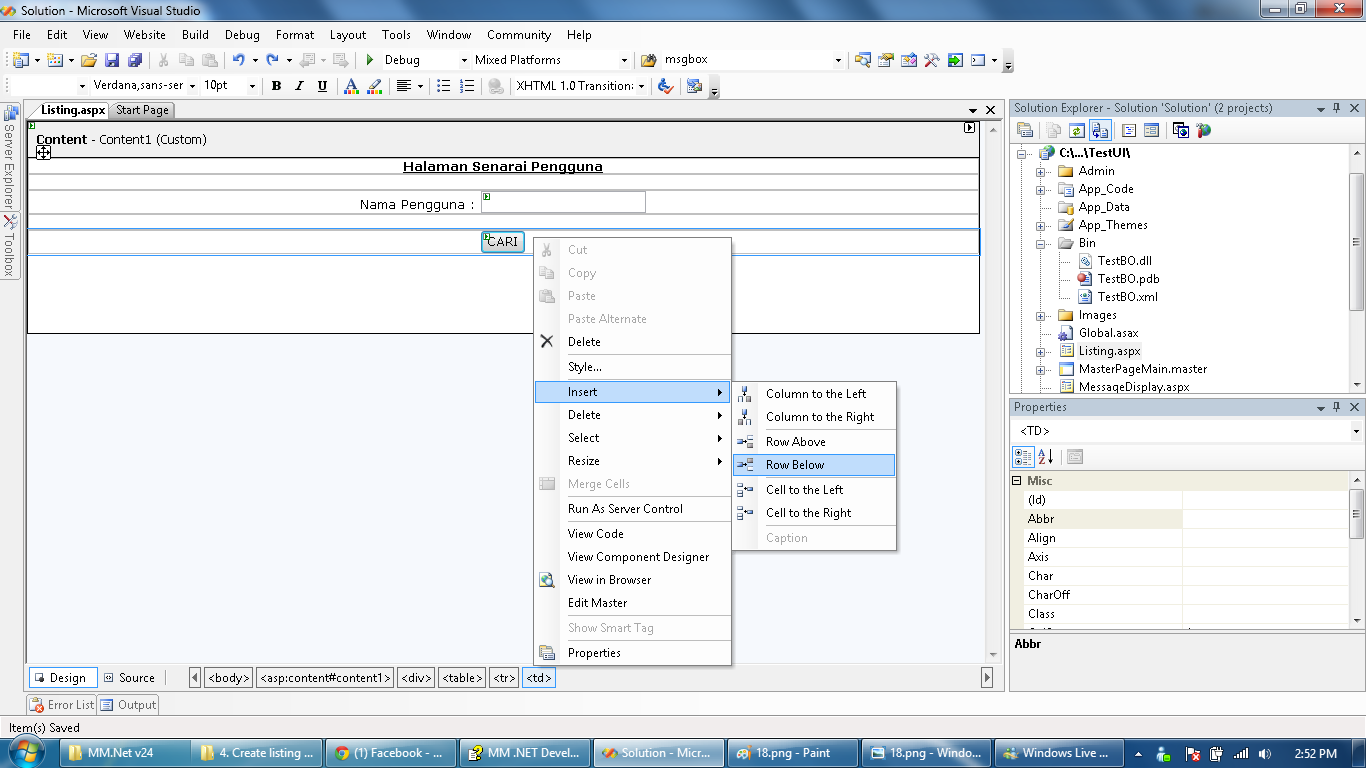 Solution - Microsoft Visual Studio
File Edit View Website Build Debug Format Layout Tools Window Community Help
Debug Mixed Platforms msgbox
Verdana,sans-ser 10pt B I U A XHTML 1.0 Transition:
Listing.aspx Start Page
Server Explorer
Toolbox
Content - Content1 (Custom)
Halaman Senarai Pengguna
Nama Pengguna :
CARI
Cut
Copy
Paste
Paste Alternate
Delete
Style...
Insert
Delete
Select
Resize
Merge Cells
Run As Server Control
View Code
View Component Designer
View in Browser
Edit Master
Show Smart Tag
Properties
Column to the Left
Column to the Right
Row Above
Row Below
Cell to the Left
Cell to the Right
Caption
Solution Explorer - Solution 'Solution' (2 projects)
C:\...\TestUI\
Admin
App_Code
App_Data
App_Themes
Bin
TestBO.dll
TestBO.pdb
TestBO.xml
Images
Global.asax
Listing.aspx
MasterPageMain.master
MessageDisplay.aspx
Properties
<TD>
Misc
(Id)
Abbr
Align
Axis
Char
CharOff
Class
Abbr
Design Source <body> <asp:content#content1> <div> <table> <tr> <td>
Error List Output
Item(s) Saved
MM.Net v24 4. Create listing ... (1) Facebook - ... MM .NET Devel... Solution - Micr... 18.png - Paint 18.png - Windo... Windows Live ... 2:52 PM